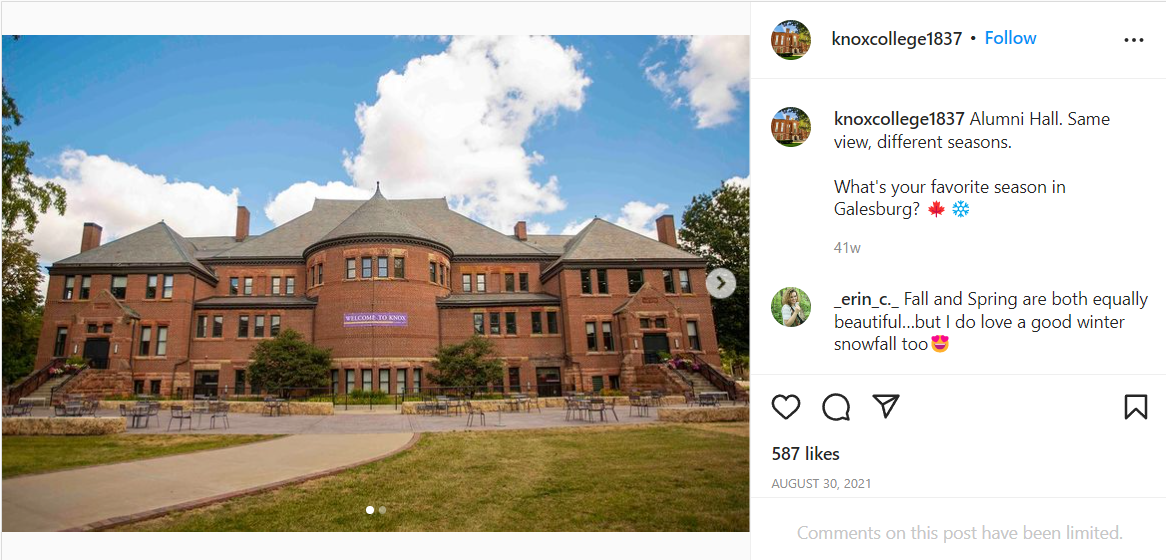 knoxcollege1837 • Follow
knoxcollege1837 Alumni Hall. Same
view, different seasons.
What's your favorite season in
Galesburg? 🍁 ❄️
41w
_erin_c._ Fall and Spring are both equally
beautiful...but I do love a good winter
snowfall too😍
WELCOME TO KNOX
587 likes
AUGUST 30, 2021
Comments on this post have been limited.